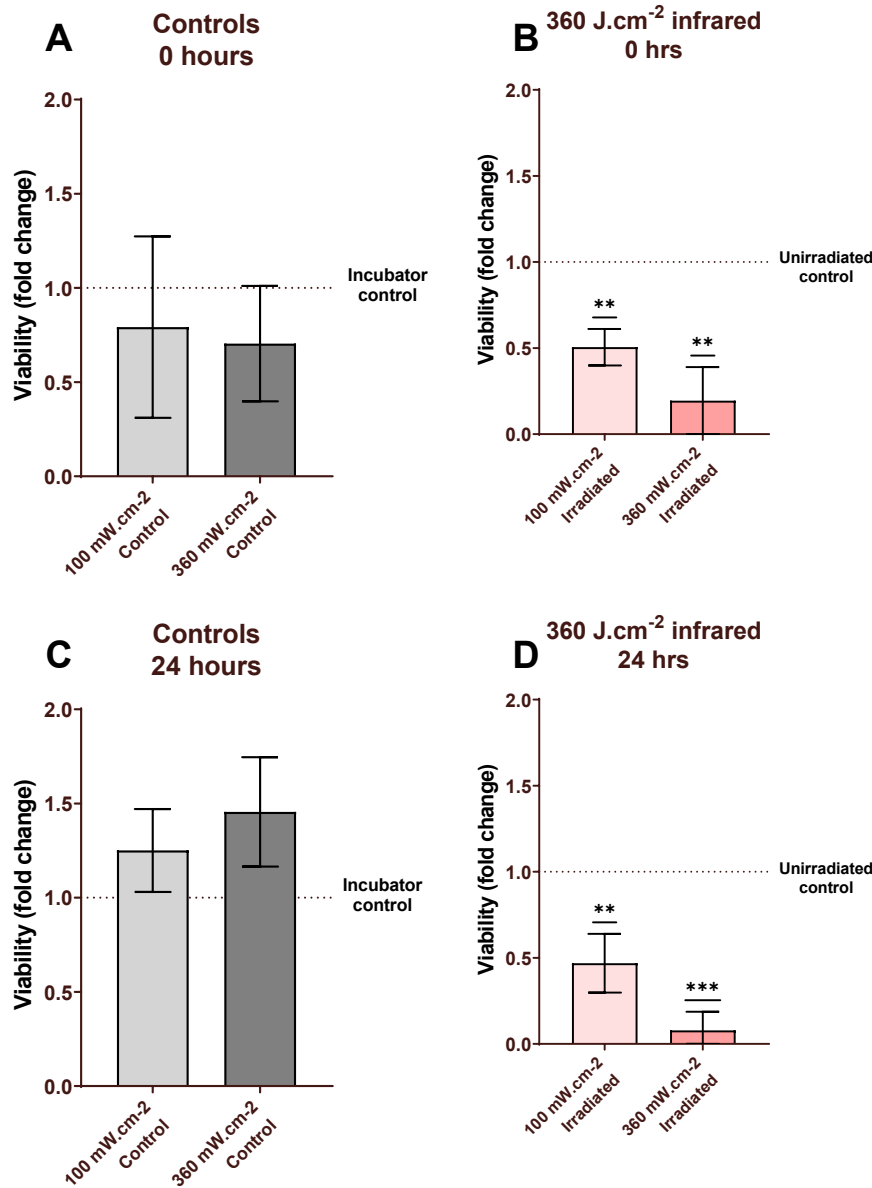 A
Controls
0 hours
Viability (fold change)
2.0
1.5
1.0
0.5
0.0
Incubator
control
100 mW.cm-2
Control
360 mW.cm-2
Control
B
360 J.cm⁻² infrared
0 hrs
Viability (fold change)
2.0
1.5
1.0
0.5
0.0
Unirradiated
control
**
**
100 mW.cm-2
Irradiated
360 mW.cm-2
Irradiated
C
Controls
24 hours
Viability (fold change)
2.0
1.5
1.0
0.5
0.0
Incubator
control
100 mW.cm-2
Control
360 mW.cm-2
Control
D
360 J.cm⁻² infrared
24 hrs
Viability (fold change)
2.0
1.5
1.0
0.5
0.0
Unirradiated
control
**
***
100 mW.cm-2
Irradiated
360 mW.cm-2
Irradiated